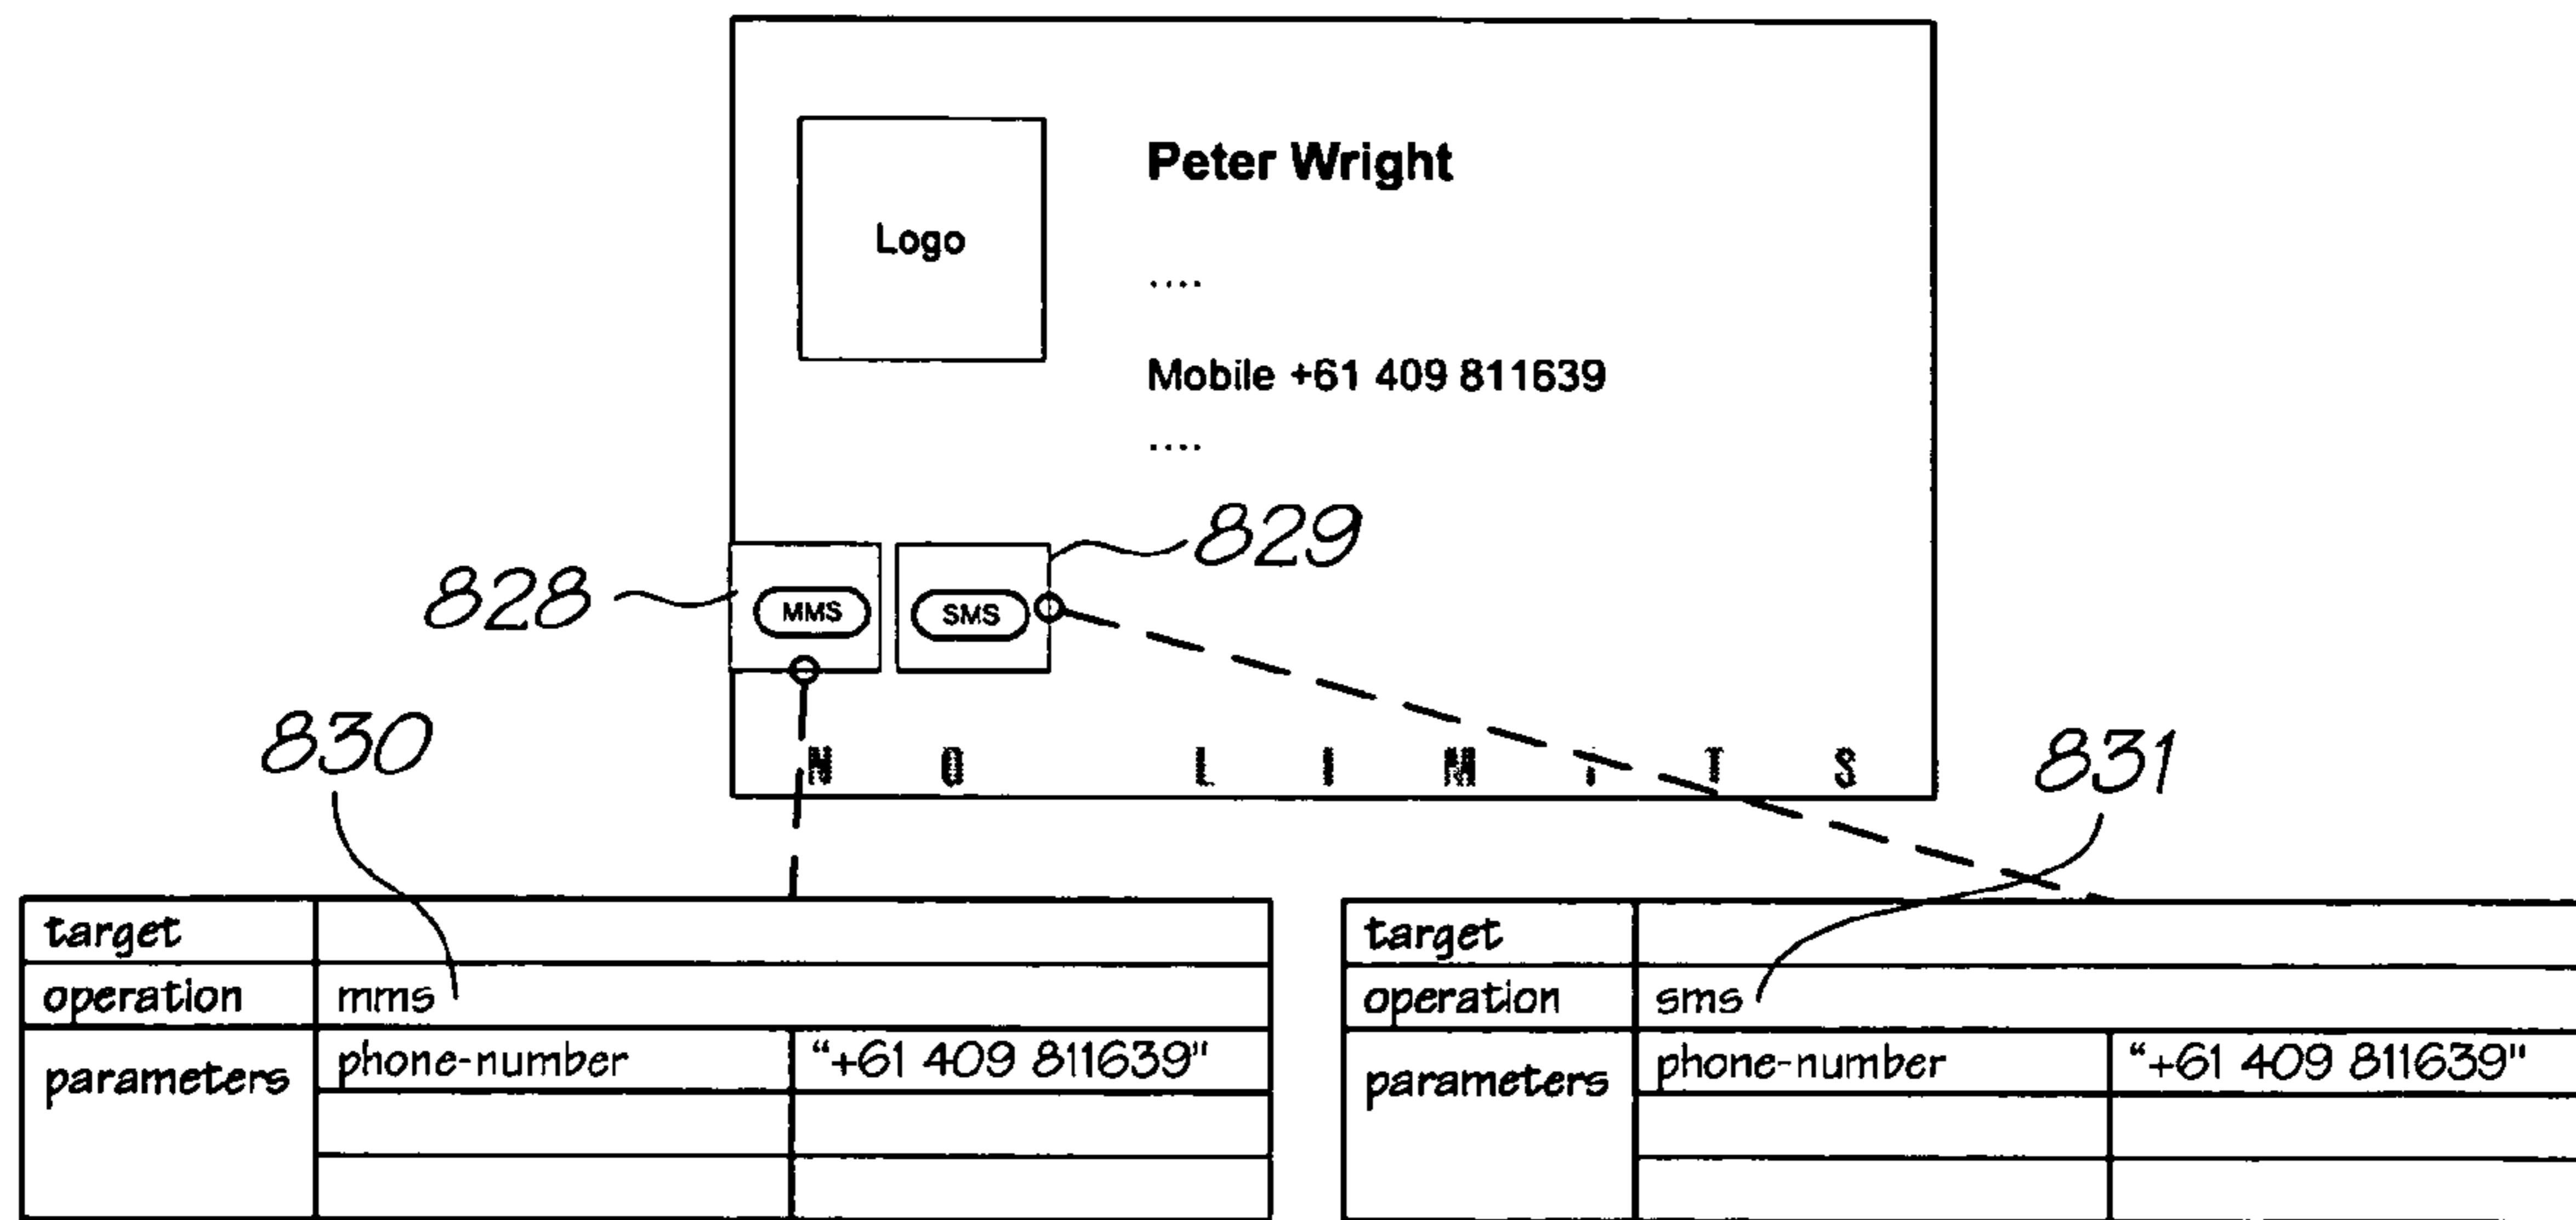 Peter Wright
Logo
....
Mobile +61 409 811639
....
829
828
MMS SMS
830
N O L I M I T S
831
target
operation mms
parameters phone-number "+61 409 811639"
target
operation sms
parameters phone-number "+61 409 811639"